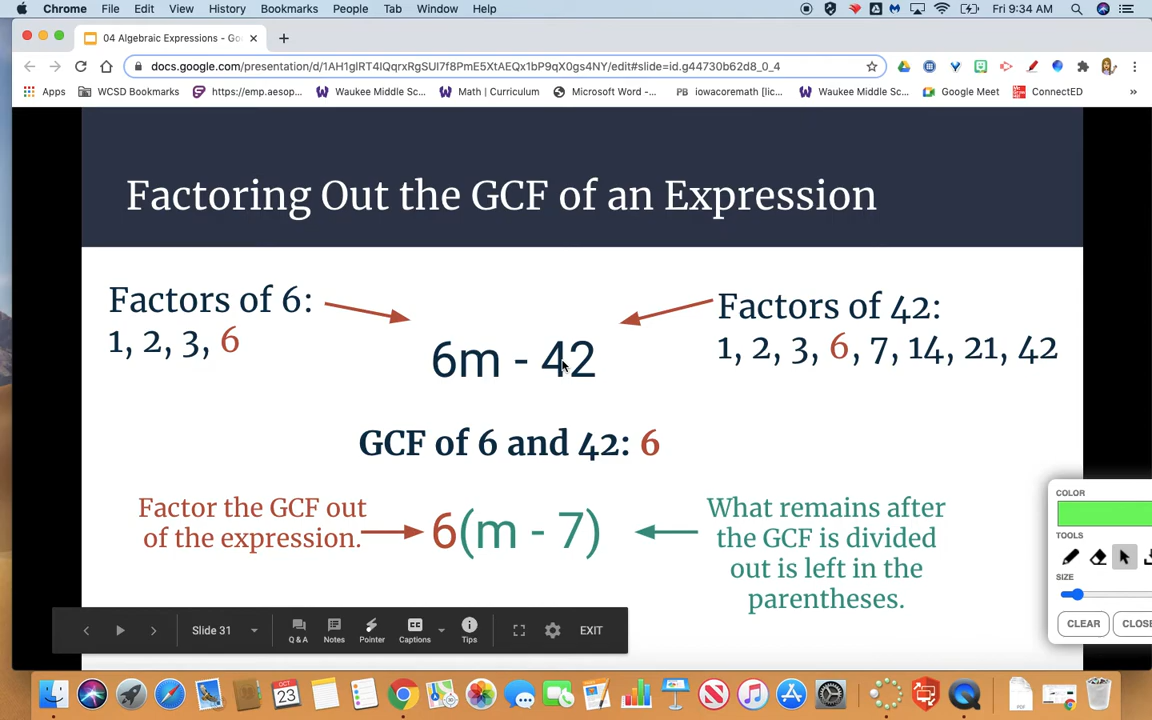 Chrome File Edit View History Bookmarks People Tab Window Help Fri 9:34 AM
04 Algebraic Expressions - Go
docs.google.com/presentation/d/1AH1glRT4lQqrxRgSUI7f8PmE5XtAEQx1bP9qX0gs4NY/edit#slide=id.g44730b62d8_0_4
Apps WCSD Bookmarks https://emp.aesop... Waukee Middle Sc... Math | Curriculum Microsoft Word -... PB iowacoremath [lic... Waukee Middle Sc... Google Meet ConnectED »
Factoring Out the GCF of an Expression
Factors of 6:
1, 2, 3, 6
Factors of 42:
1, 2, 3, 6, 7, 14, 21, 42
6m - 42
GCF of 6 and 42: 6
Factor the GCF out
of the expression.
6(m - 7)
What remains after
the GCF is divided
out is left in the
parentheses.
COLOR
TOOLS
SIZE
CLEAR CLOSE
Slide 31 Q & A Notes Pointer Captions Tips EXIT
OCT
23
PDF